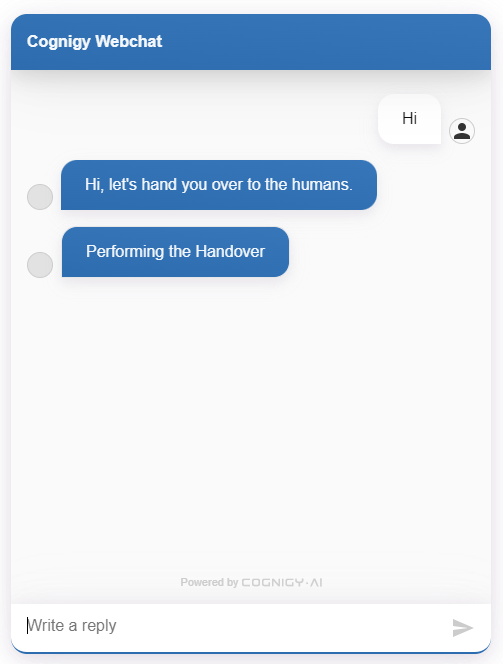 Cognigy Webchat
Hi
Hi, let's hand you over to the humans.
Performing the Handover
Powered by COGNIGY·AI
Write a reply